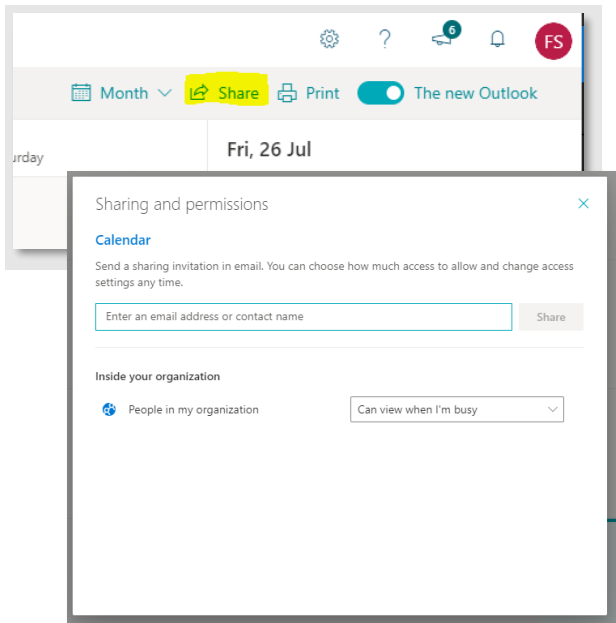 6
FS
Month Share Print The new Outlook
urday
Fri, 26 Jul
Sharing and permissions
Calendar
Send a sharing invitation in email. You can choose how much access to allow and change access
settings any time.
Enter an email address or contact name
Share
Inside your organization
People in my organization
Can view when I'm busy